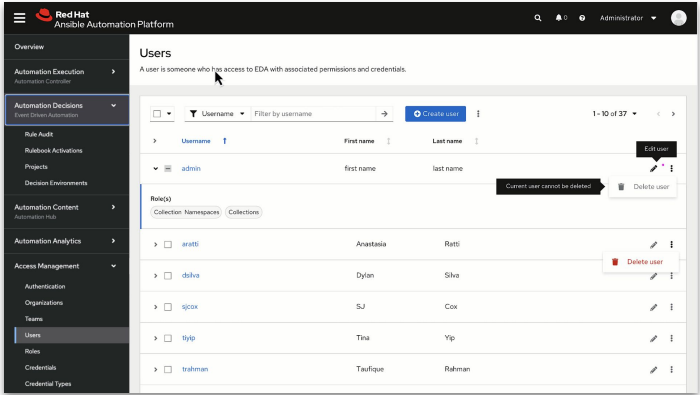 Red Hat
Ansible Automation Platform
0
Administrator
Overview
Automation Execution
Automation Controller
Automation Decisions
Event Driven Automation
Rule Audit
Rulebook Activations
Projects
Decision Environments
Automation Content
Automation Hub
Automation Analytics
Access Management
Authentication
Organizations
Teams
Users
Roles
Credentials
Credential Types
Users
A user is someone who has access to EDA with associated permissions and credentials.
Username
Filter by username
Create user
1 - 10 of 37
Username First name Last name
Edit user
admin first name last name
Current user cannot be deleted
Delete user
Role(s)
Collection Namespaces Collections
aratti Anastasia Ratti
Delete user
dsilva Dylan Silva
sjcox SJ Cox
tiyip Tina Yip
trahman Taufique Rahman